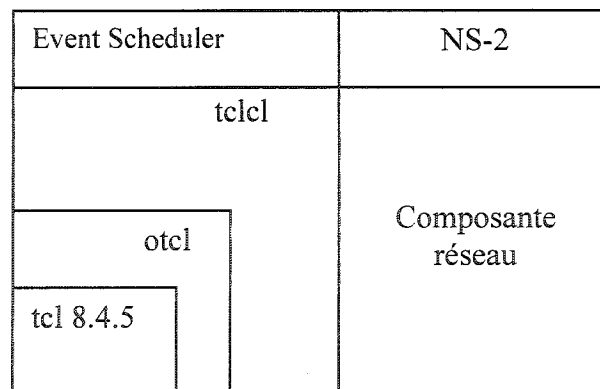 Event Scheduler
NS-2
tclcl
otcl
tcl 8.4.5
Composante
réseau